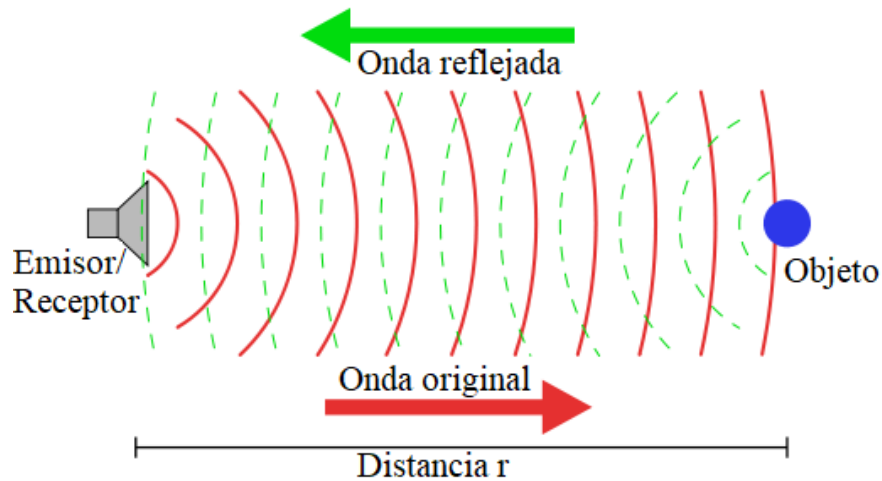 Onda reflejada
Emisor/
Receptor
Objeto
Onda original
Distancia r